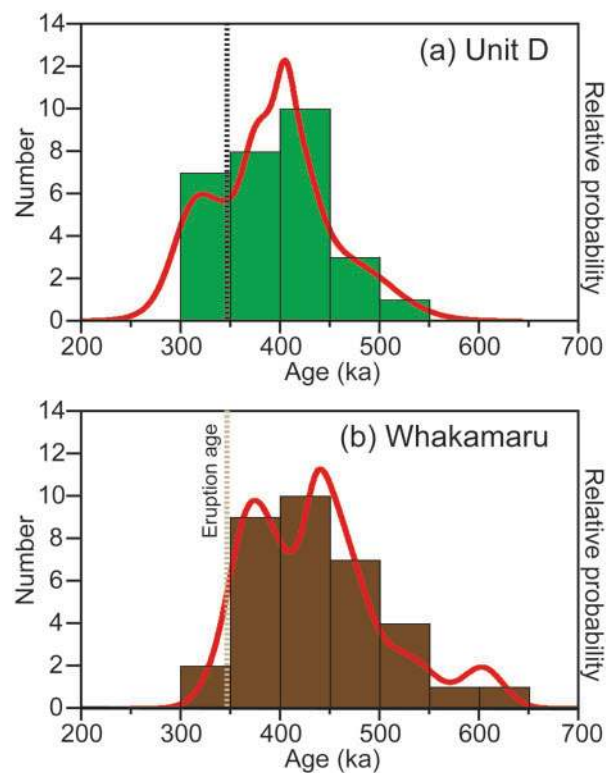 14
12
10
8
6
4
2
0
Number
(a) Unit D
Relative probability
200 300 400 500 600 700
Age (ka)
14
12
10
8
6
4
2
0
Number
Eruption age
(b) Whakamaru
Relative probability
200 300 400 500 600 700
Age (ka)